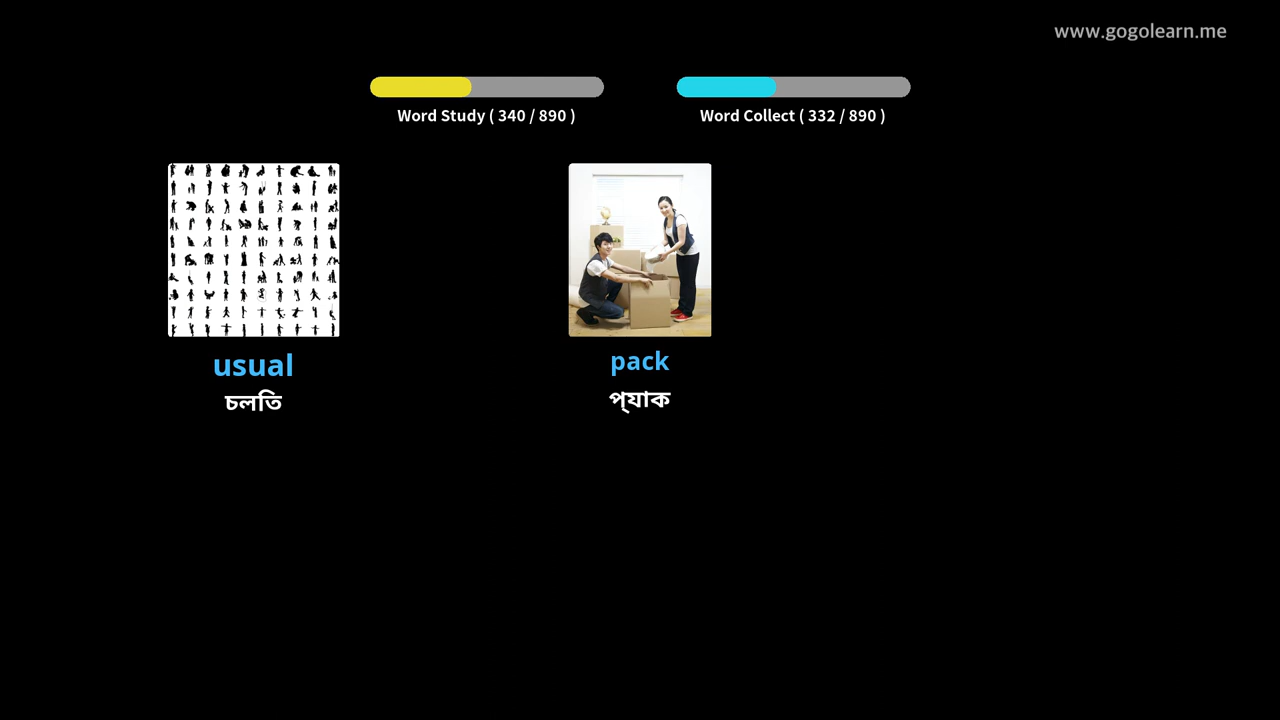 www.gogolearn.me
Word Study ( 340 / 890 )
Word Collect ( 332 / 890 )
usual
চলতি
pack
প্যাক